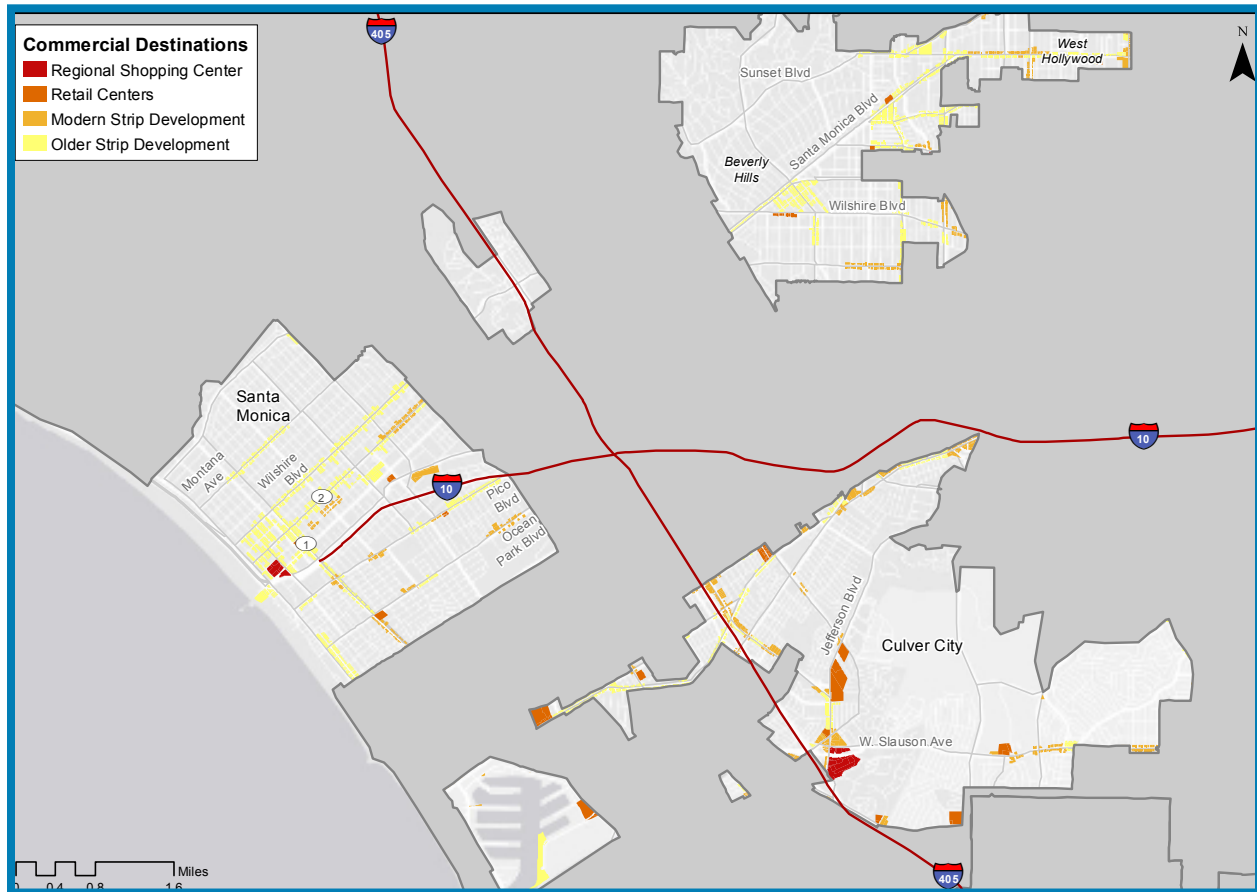 Commercial Destinations
Regional Shopping Center
Retail Centers
Modern Strip Development
Older Strip Development
405
N
West
Hollywood
Sunset Blvd
Santa Monica Blvd
Beverly
Hills
Wilshire Blvd
Santa
Monica
Montana
Ave
Wilshire
Blvd
2
1
10
Pico
Blvd
Ocean
Park Blvd
10
Jefferson Blvd
Culver City
W. Slauson Ave
405
Miles
0 0.4 0.8 1.6